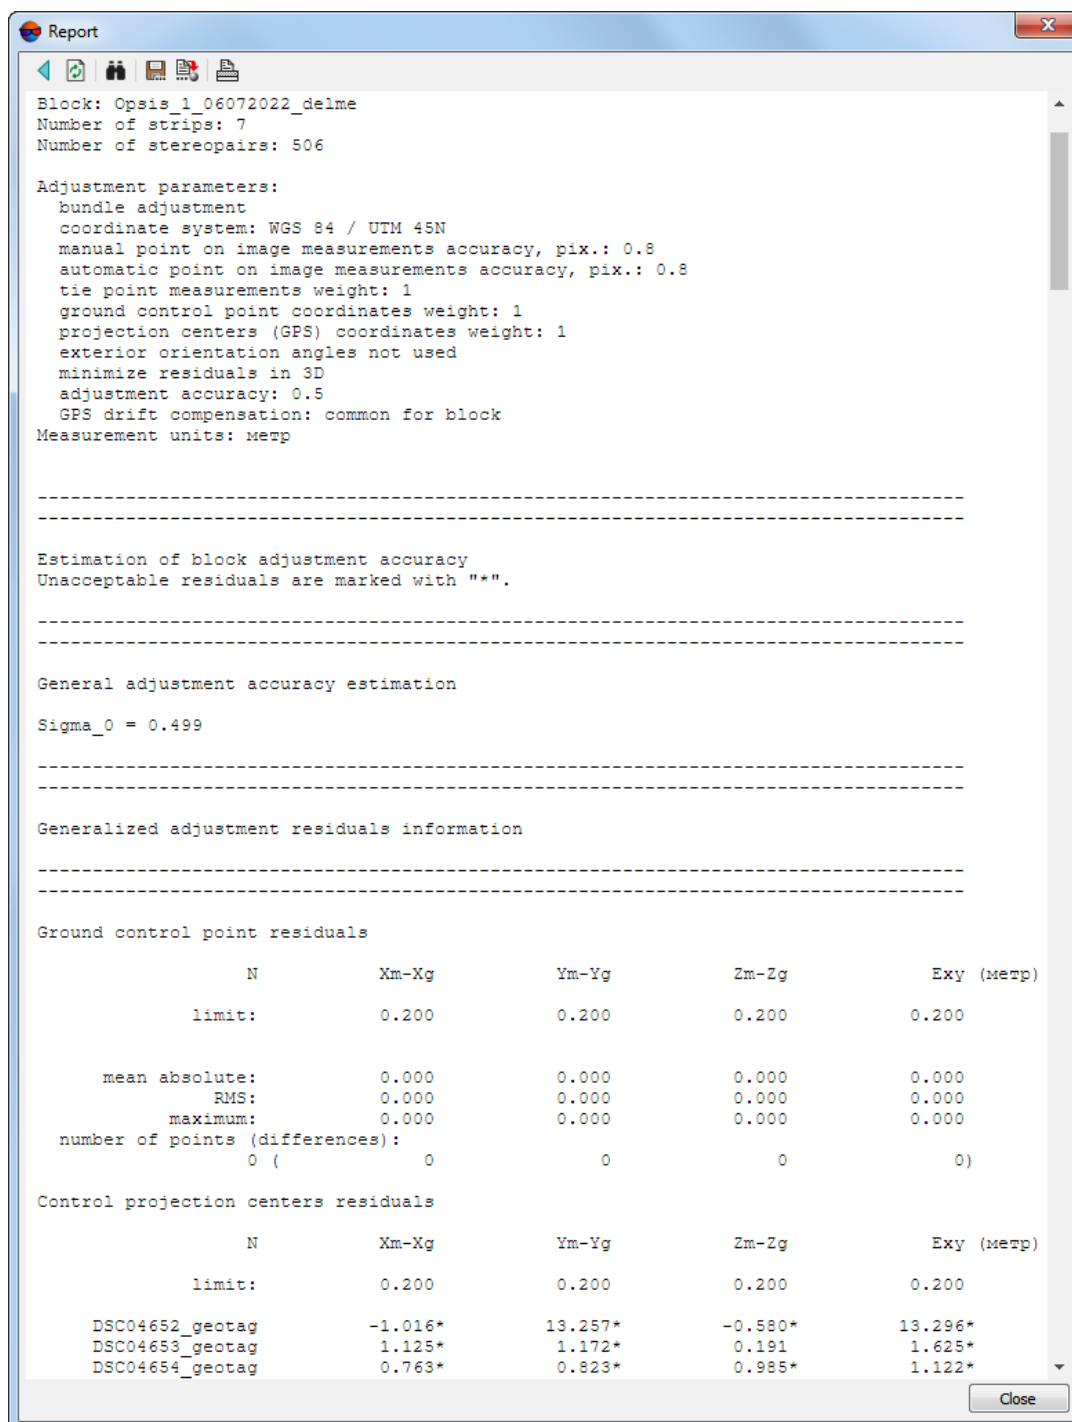 Report
Block: Opsis_1_06072022_delme
Number of strips: 7
Number of stereopairs: 506
Adjustment parameters:
bundle adjustment
coordinate system: WGS 84 / UTM 45N
manual point on image measurements accuracy, pix.: 0.8
automatic point on image measurements accuracy, pix.: 0.8
tie point measurements weight: 1
ground control point coordinates weight: 1
projection centers (GPS) coordinates weight: 1
exterior orientation angles not used
minimize residuals in 3D
adjustment accuracy: 0.5
GPS drift compensation: common for block
Measurement units: метр
--------------------------------------------------------------------------------
--------------------------------------------------------------------------------
Estimation of block adjustment accuracy
Unacceptable residuals are marked with "*".
--------------------------------------------------------------------------------
--------------------------------------------------------------------------------
General adjustment accuracy estimation
Sigma_0 = 0.499
--------------------------------------------------------------------------------
--------------------------------------------------------------------------------
Generalized adjustment residuals information
--------------------------------------------------------------------------------
--------------------------------------------------------------------------------
Ground control point residuals
N Xm-Xg Ym-Yg Zm-Zg Exy (метр)
limit: 0.200 0.200 0.200 0.200
mean absolute: 0.000 0.000 0.000 0.000
RMS: 0.000 0.000 0.000 0.000
maximum: 0.000 0.000 0.000 0.000
number of points (differences):
0 ( 0 0 0 0)
Control projection centers residuals
N Xm-Xg Ym-Yg Zm-Zg Exy (метр)
limit: 0.200 0.200 0.200 0.200
DSC04652_geotag -1.016* 13.257* -0.580* 13.296*
DSC04653_geotag 1.125* 1.172* 0.191 1.625*
DSC04654_geotag 0.763* 0.823* 0.985* 1.122*
Close